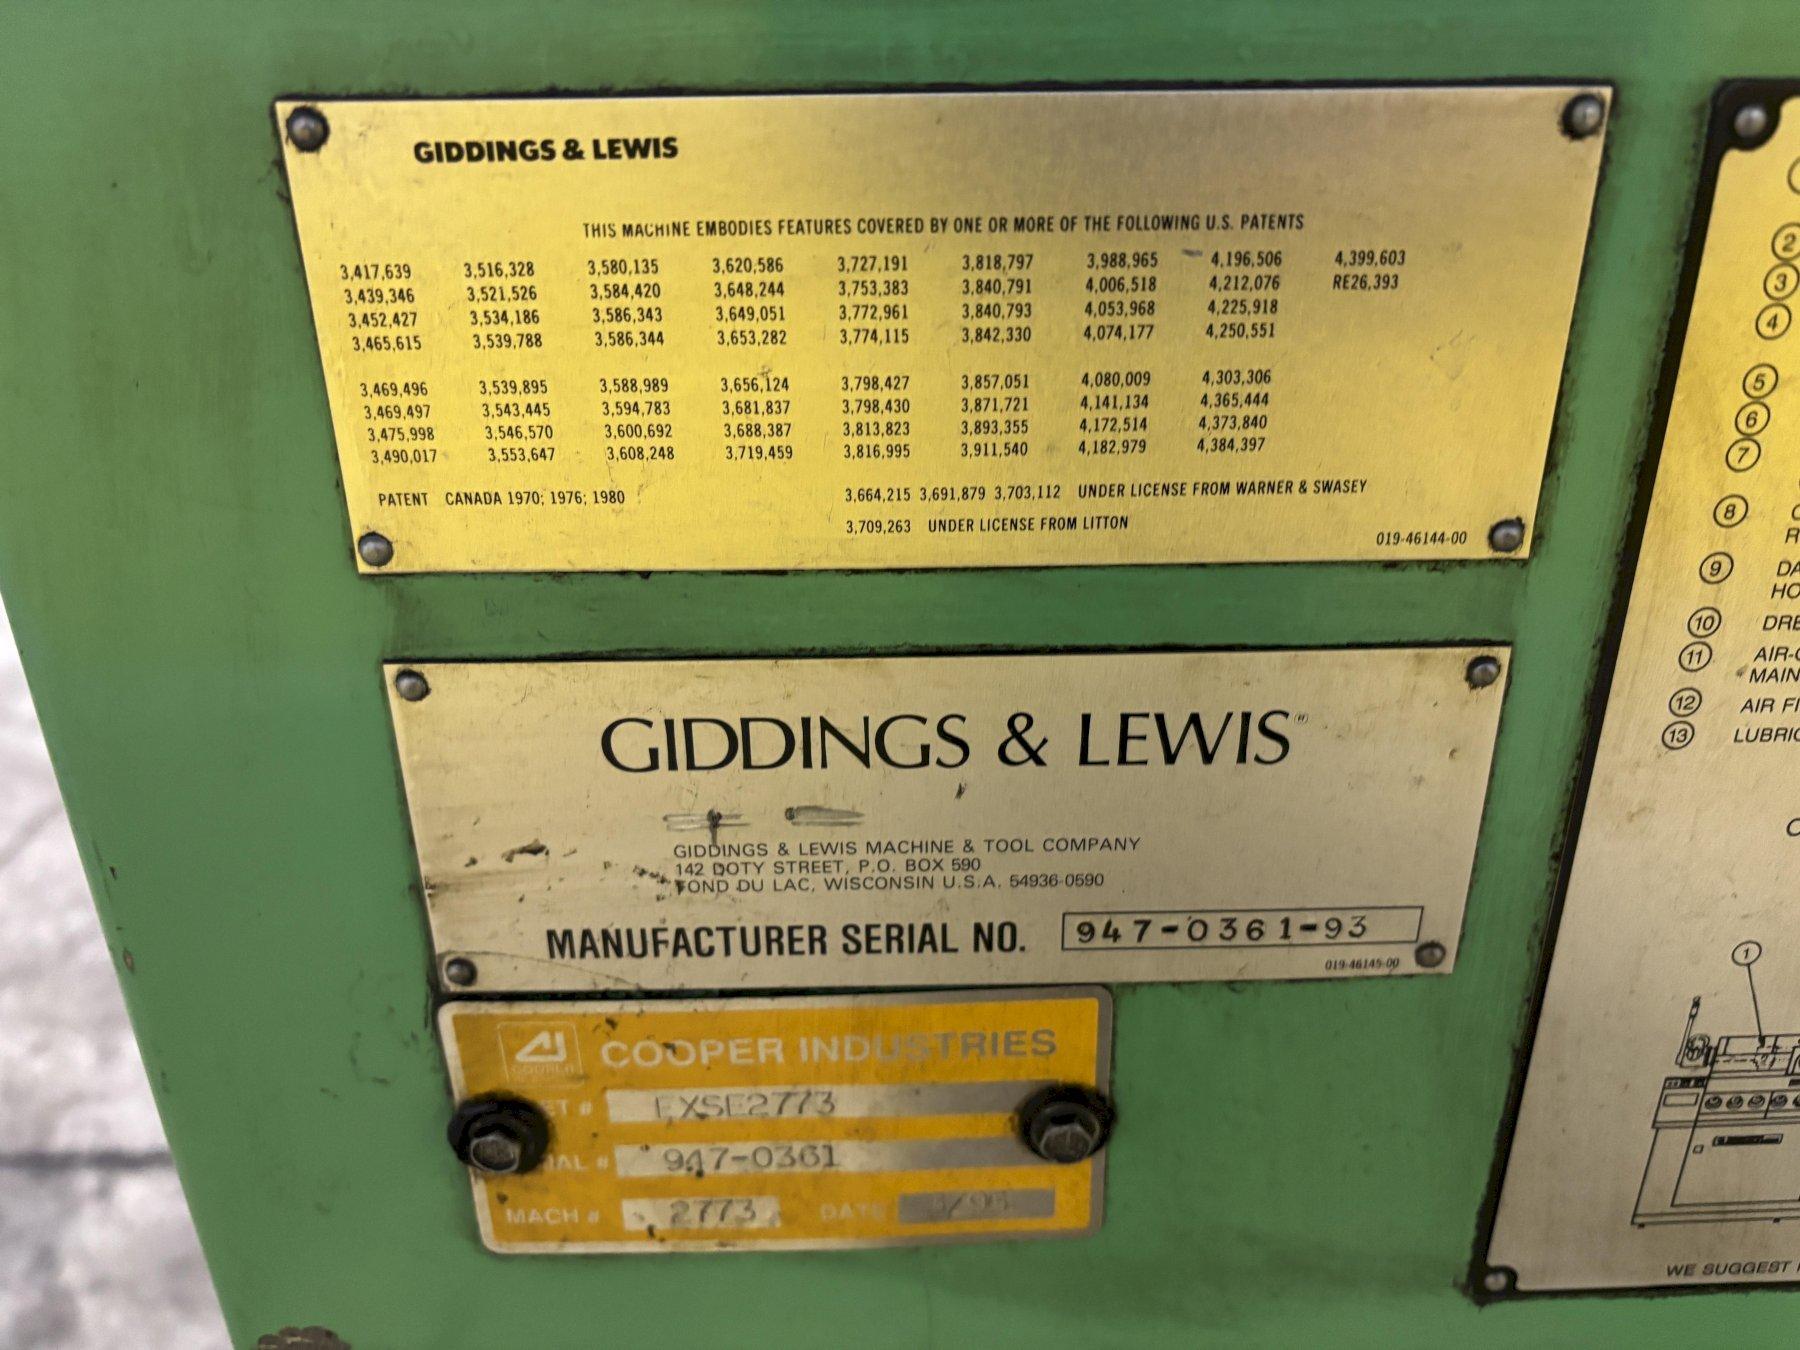 GIDDINGS & LEWIS
THIS MACHINE EMBODIES FEATURES COVERED BY ONE OR MORE OF THE FOLLOWING U.S. PATENTS
3,417,639 3,516,328 3,580,135 3,620,586 3,727,191 3,818,797 3,988,965 4,196,506 4,399,603
3,439,346 3,521,526 3,584,420 3,648,244 3,753,383 3,840,791 4,006,518 4,212,076 RE26,393
3,452,427 3,534,186 3,586,343 3,649,051 3,772,961 3,840,793 4,053,968 4,225,918
3,465,615 3,539,788 3,586,344 3,653,282 3,774,115 3,842,330 4,074,177 4,250,551
3,469,496 3,539,895 3,588,989 3,656,124 3,798,427 3,857,051 4,080,009 4,303,306
3,469,497 3,543,445 3,594,783 3,681,837 3,798,430 3,871,721 4,141,134 4,365,444
3,475,998 3,546,570 3,600,692 3,688,387 3,813,823 3,893,355 4,172,514 4,373,840
3,490,017 3,553,647 3,608,248 3,719,459 3,816,995 3,911,540 4,182,979 4,384,397
PATENT CANADA 1970; 1976; 1980 3,664,215 3,691,879 3,703,112 UNDER LICENSE FROM WARNER & SWASEY
3,709,263 UNDER LICENSE FROM LITTON
019-46144-00
GIDDINGS & LEWIS®
GIDDINGS & LEWIS MACHINE & TOOL COMPANY
142 DOTY STREET, P.O. BOX 590
FOND DU LAC, WISCONSIN U.S.A. 54936-0590
MANUFACTURER SERIAL NO. 947-0361-93
019-46145-00
COOPER INDUSTRIES
# EXSE2773
# 947-0361
MACH # 2773 DATE
2
3
4
5
6
7
8
9
HO
10 DRE
11 AIR-
MAIN
12 AIR FI
13 LUBRIC
1
WE SUGGEST